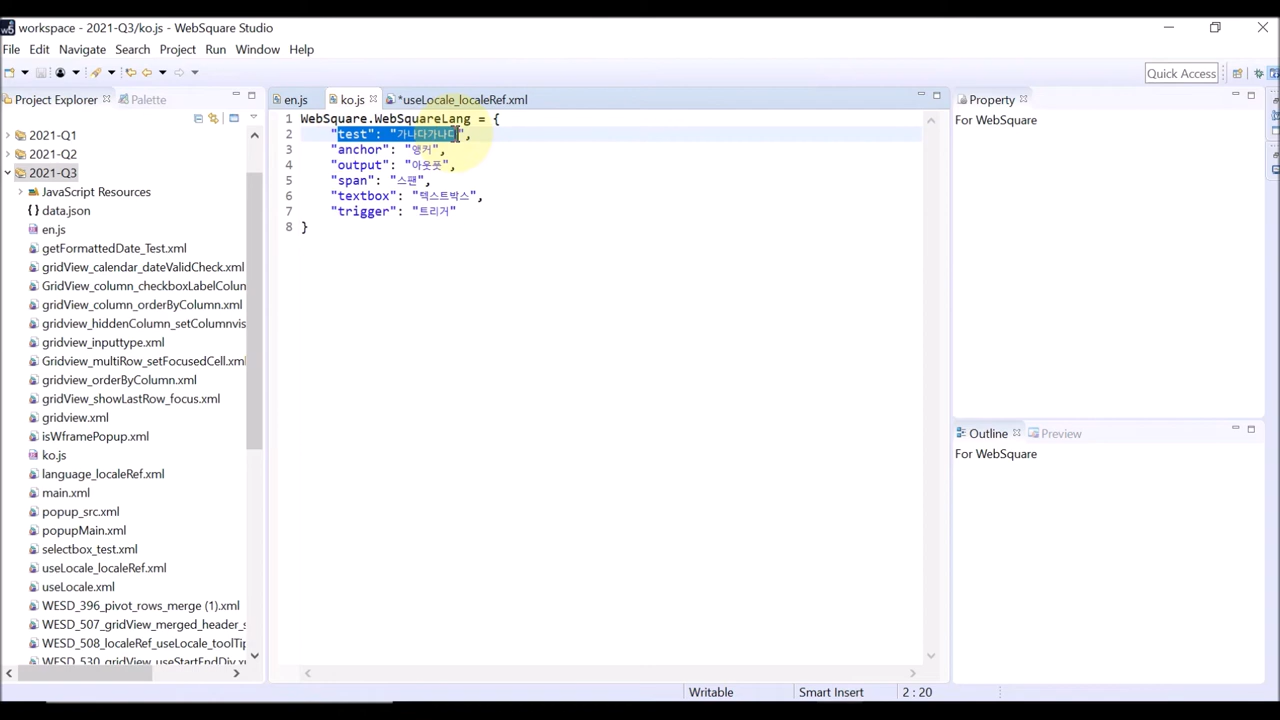 workspace - 2021-Q3/ko.js - WebSquare Studio
File Edit Navigate Search Project Run Window Help
Quick Access
Project Explorer Palette
en.js ko.js *useLocale_localeRef.xml
Property
For WebSquare
2021-Q1
2021-Q2
2021-Q3
JavaScript Resources
data.json
en.js
getFormattedDate_Test.xml
gridView_calendar_dateValidCheck.xml
GridView_column_checkboxLabelColum
gridView_column_orderByColumn.xml
gridview_hiddenColumn_setColumnvis
gridview_inputtype.xml
Gridview_multiRow_setFocusedCell.xml
gridview_orderByColumn.xml
gridView_showLastRow_focus.xml
gridview.xml
isWframePopup.xml
ko.js
language_localeRef.xml
main.xml
popup_src.xml
popupMain.xml
selectbox_test.xml
useLocale_localeRef.xml
useLocale.xml
WESD_396_pivot_rows_merge (1).xml
WESD_507_gridView_merged_header_s
WESD_508_localeRef_useLocale_toolTip
WESD_530_gridView_useStartEndDiv.x
1 WebSquare.WebSquareLang = {
2 "test": "가나다가나다",
3 "anchor": "앵커",
4 "output": "아웃풋",
5 "span": "스팬",
6 "textbox": "텍스트박스",
7 "trigger": "트리거"
8 }
Outline Preview
For WebSquare
Writable Smart Insert 2 : 20